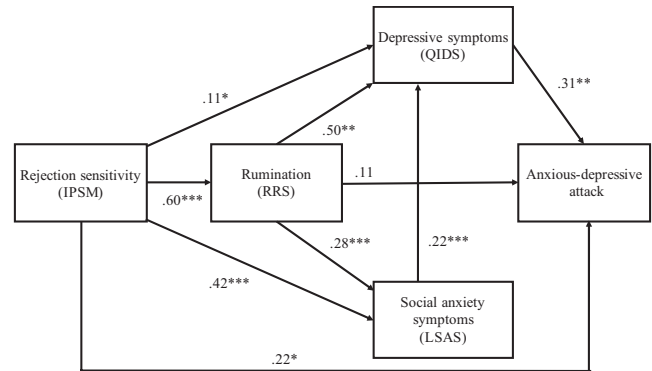 Depressive symptoms
(QIDS)
.11*
.31**
.50**
Rejection sensitivity
(IPSM)
.60***
Rumination
(RRS)
.11
Anxious-depressive
attack
.28***
.22***
.42***
Social anxiety
symptoms
(LSAS)
.22*